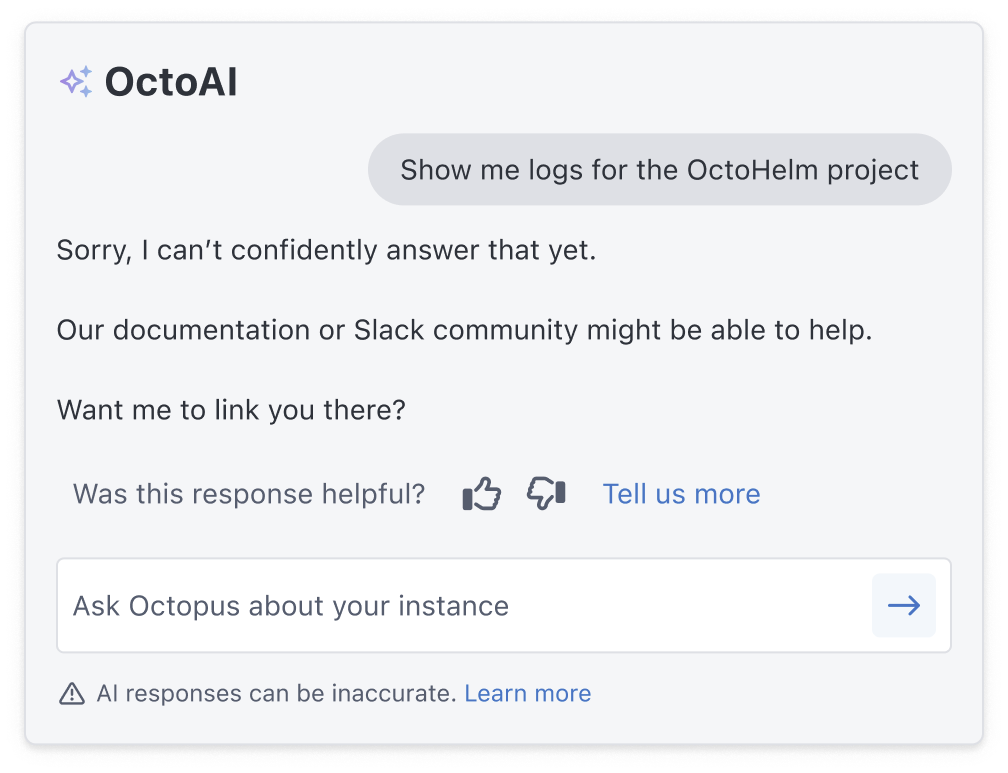 OctoAI
Show me logs for the OctoHelm project
Sorry, I can’t confidently answer that yet.
Our documentation or Slack community might be able to help.
Want me to link you there?
Was this response helpful? Tell us more
Ask Octopus about your instance
AI responses can be inaccurate. Learn more